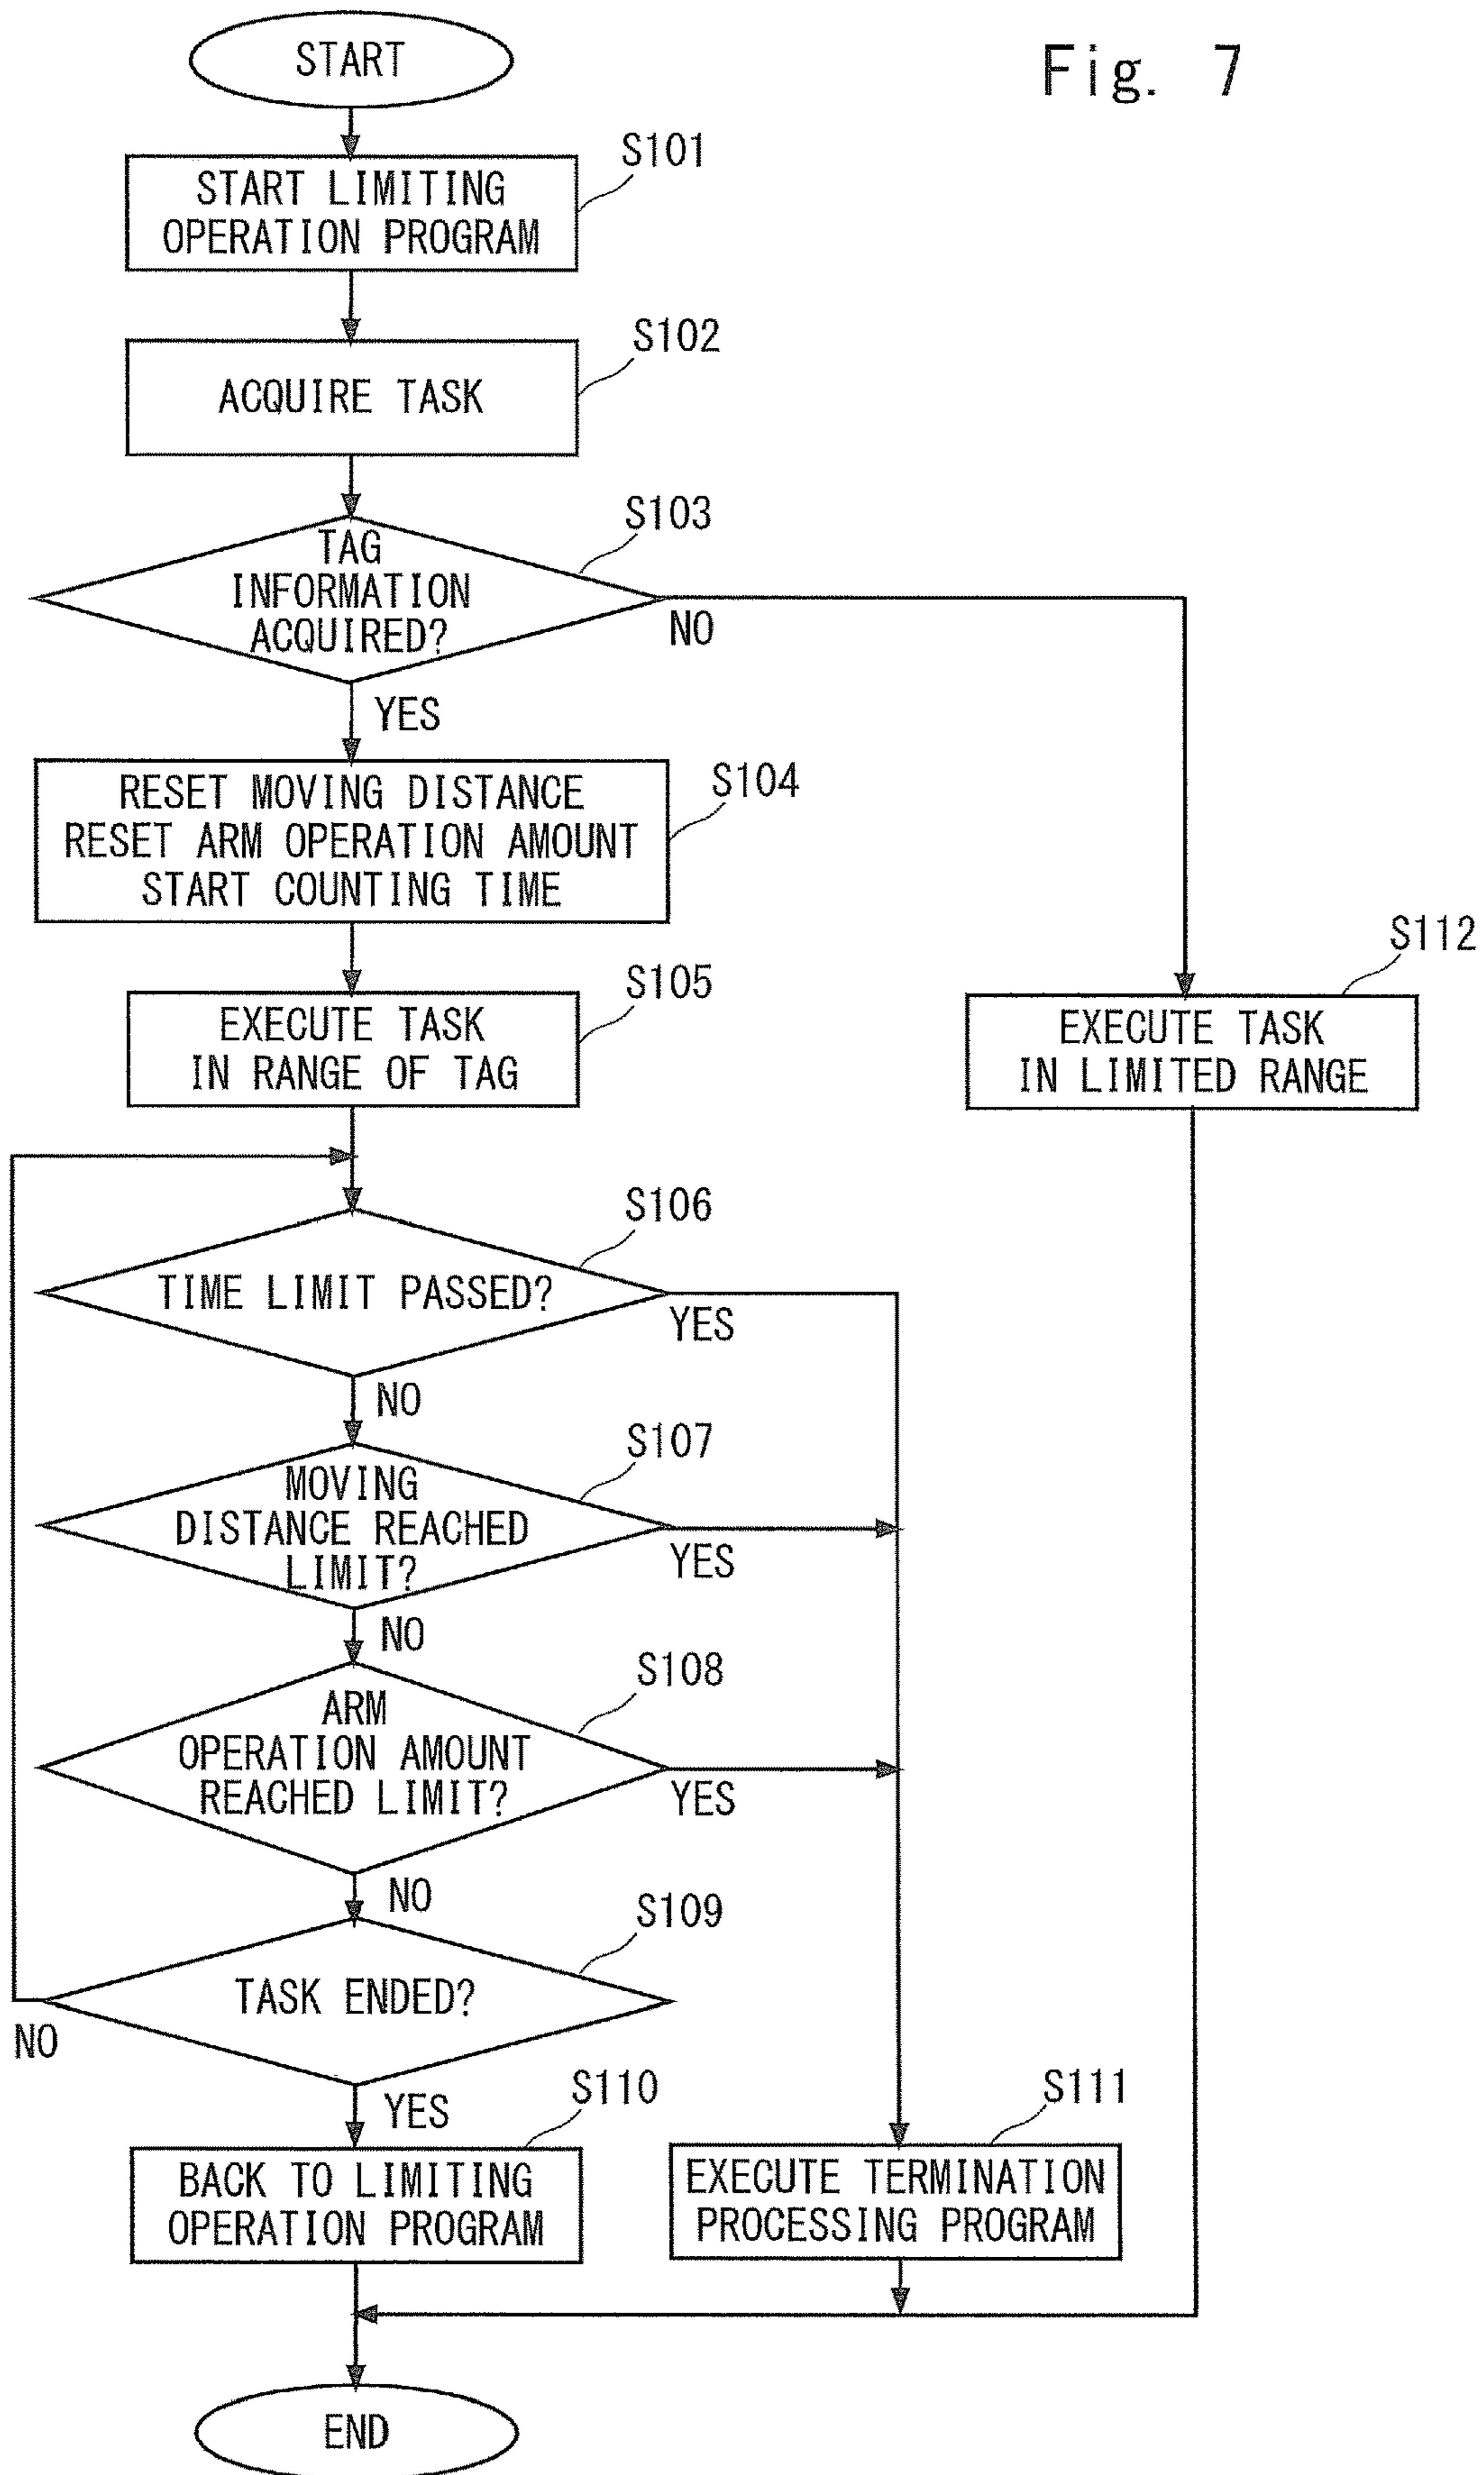 START
Fig. 7
S101
START LIMITING
OPERATION PROGRAM
S102
ACQUIRE TASK
S103
TAG
INFORMATION
ACQUIRED?
NO
YES
S104
RESET MOVING DISTANCE
RESET ARM OPERATION AMOUNT
START COUNTING TIME
S112
S105
EXECUTE TASK
IN RANGE OF TAG
EXECUTE TASK
IN LIMITED RANGE
S106
TIME LIMIT PASSED?
YES
NO
S107
MOVING
DISTANCE REACHED
LIMIT?
YES
NO
S108
ARM
OPERATION AMOUNT
REACHED LIMIT?
YES
NO
S109
TASK ENDED?
NO
YES
S110
S111
BACK TO LIMITING
OPERATION PROGRAM
EXECUTE TERMINATION
PROCESSING PROGRAM
END